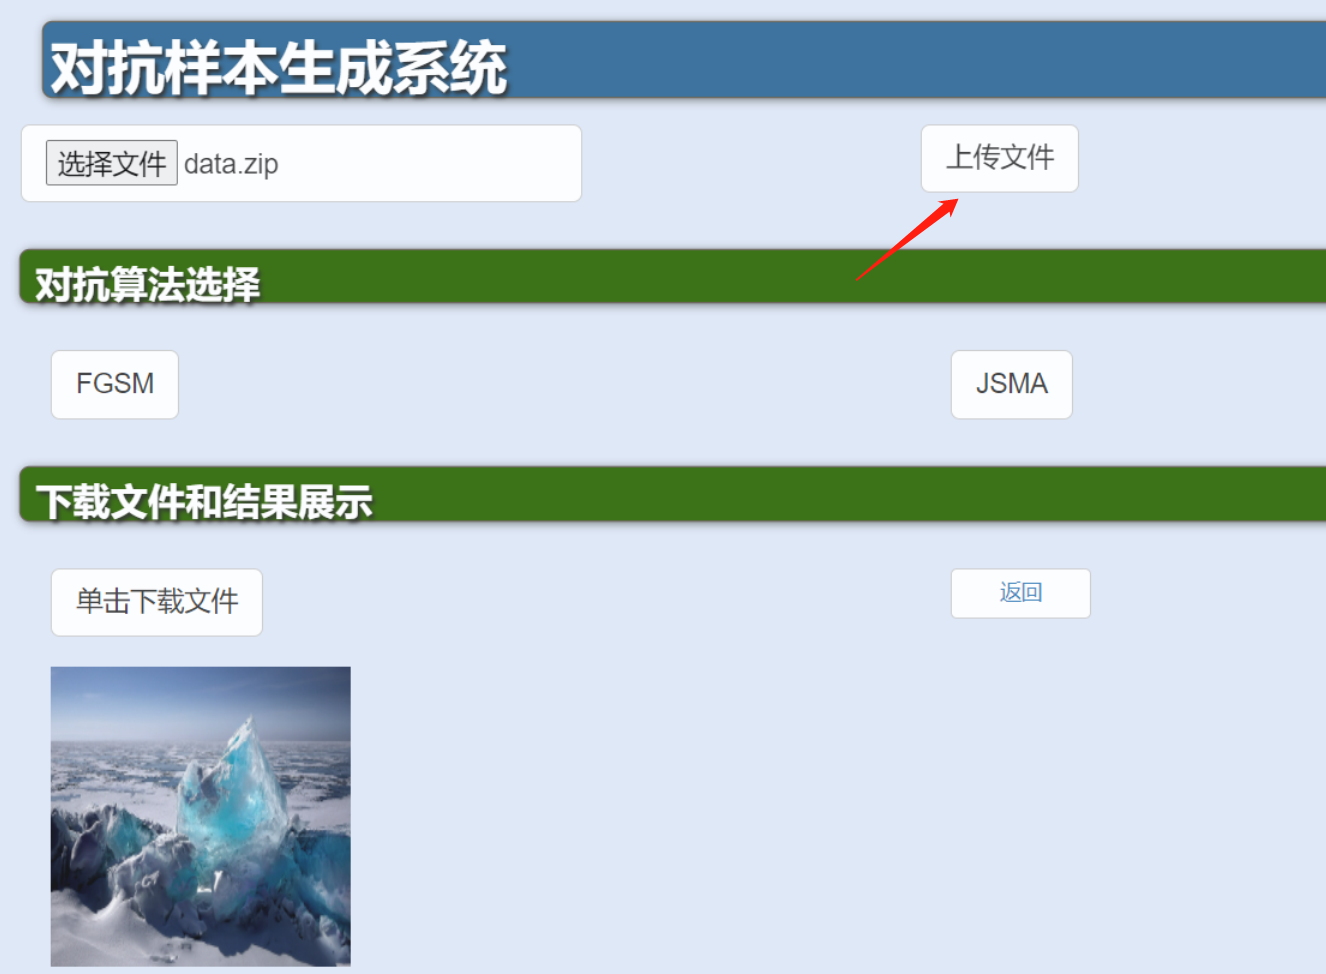 对抗样本生成系统
选择文件 data.zip
上传文件
对抗算法选择
FGSM
JSMA
下载文件和结果展示
单击下载文件
返回